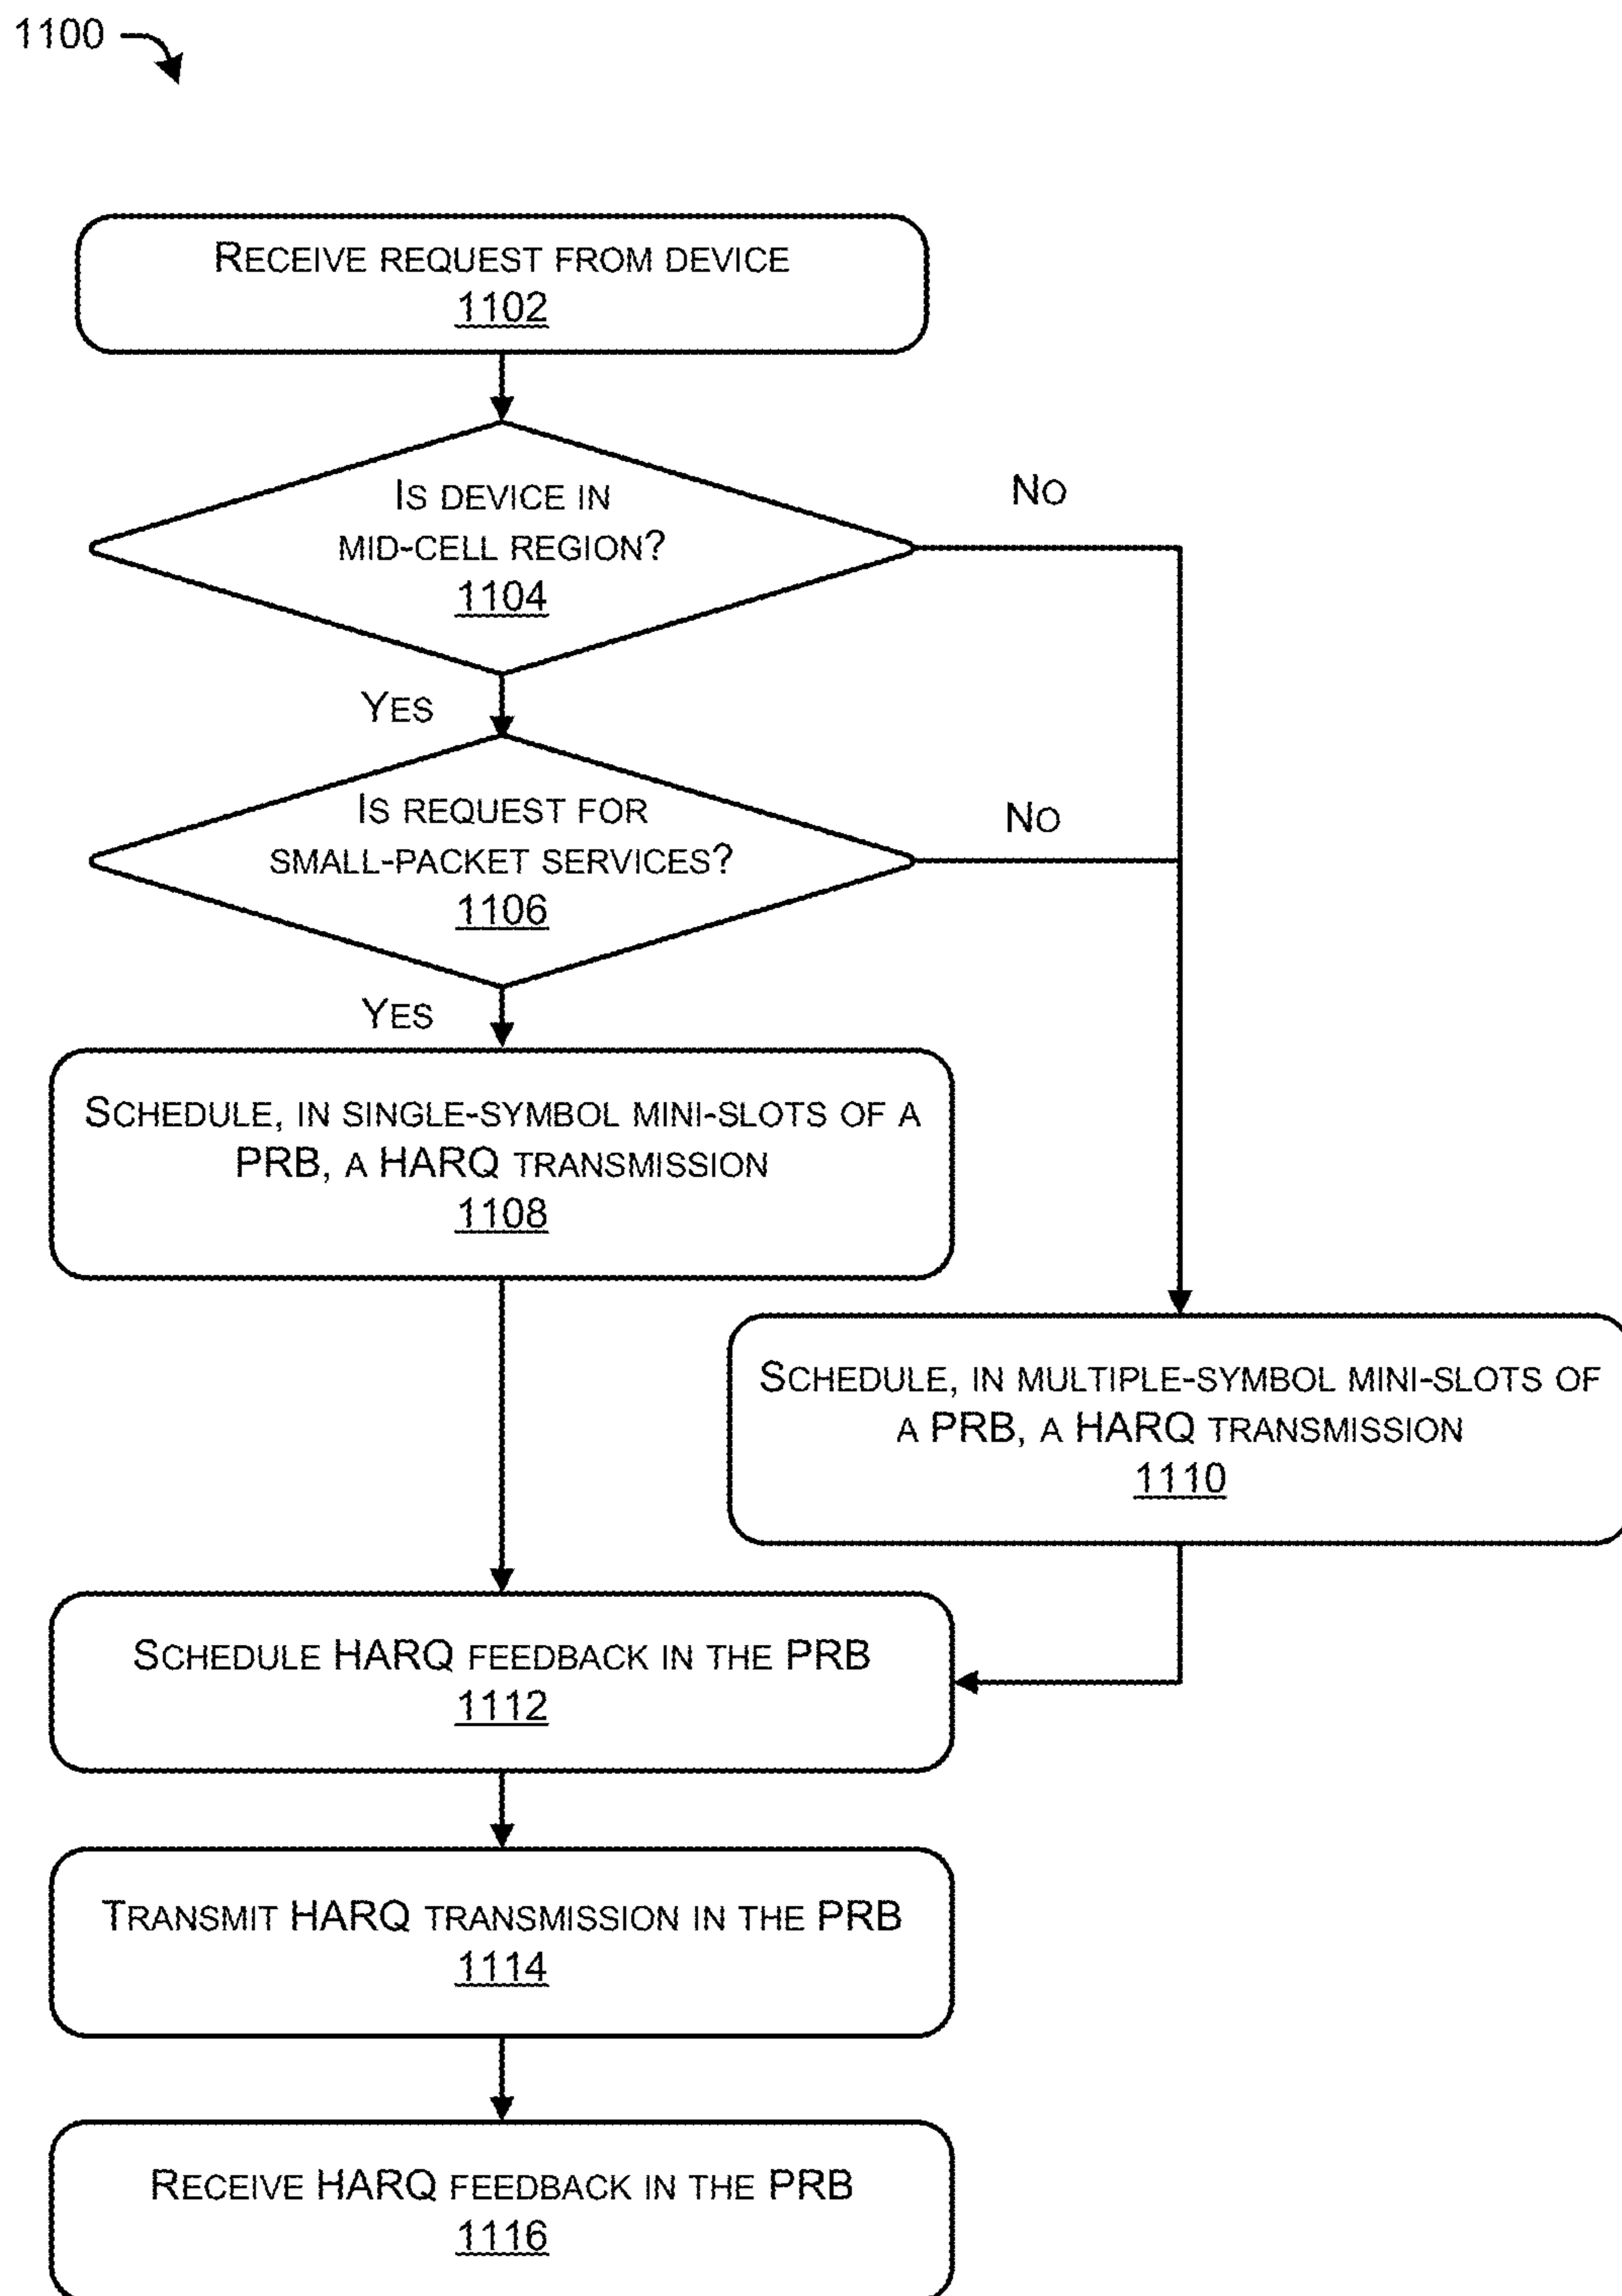 1100
Receive request from device
1102
Is device in
mid-cell region?
1104
No
Yes
Is request for
small-packet services?
1106
No
Yes
Schedule, in single-symbol mini-slots of a
PRB, a HARQ transmission
1108
Schedule, in multiple-symbol mini-slots of
a PRB, a HARQ transmission
1110
Schedule HARQ feedback in the PRB
1112
Transmit HARQ transmission in the PRB
1114
Receive HARQ feedback in the PRB
1116